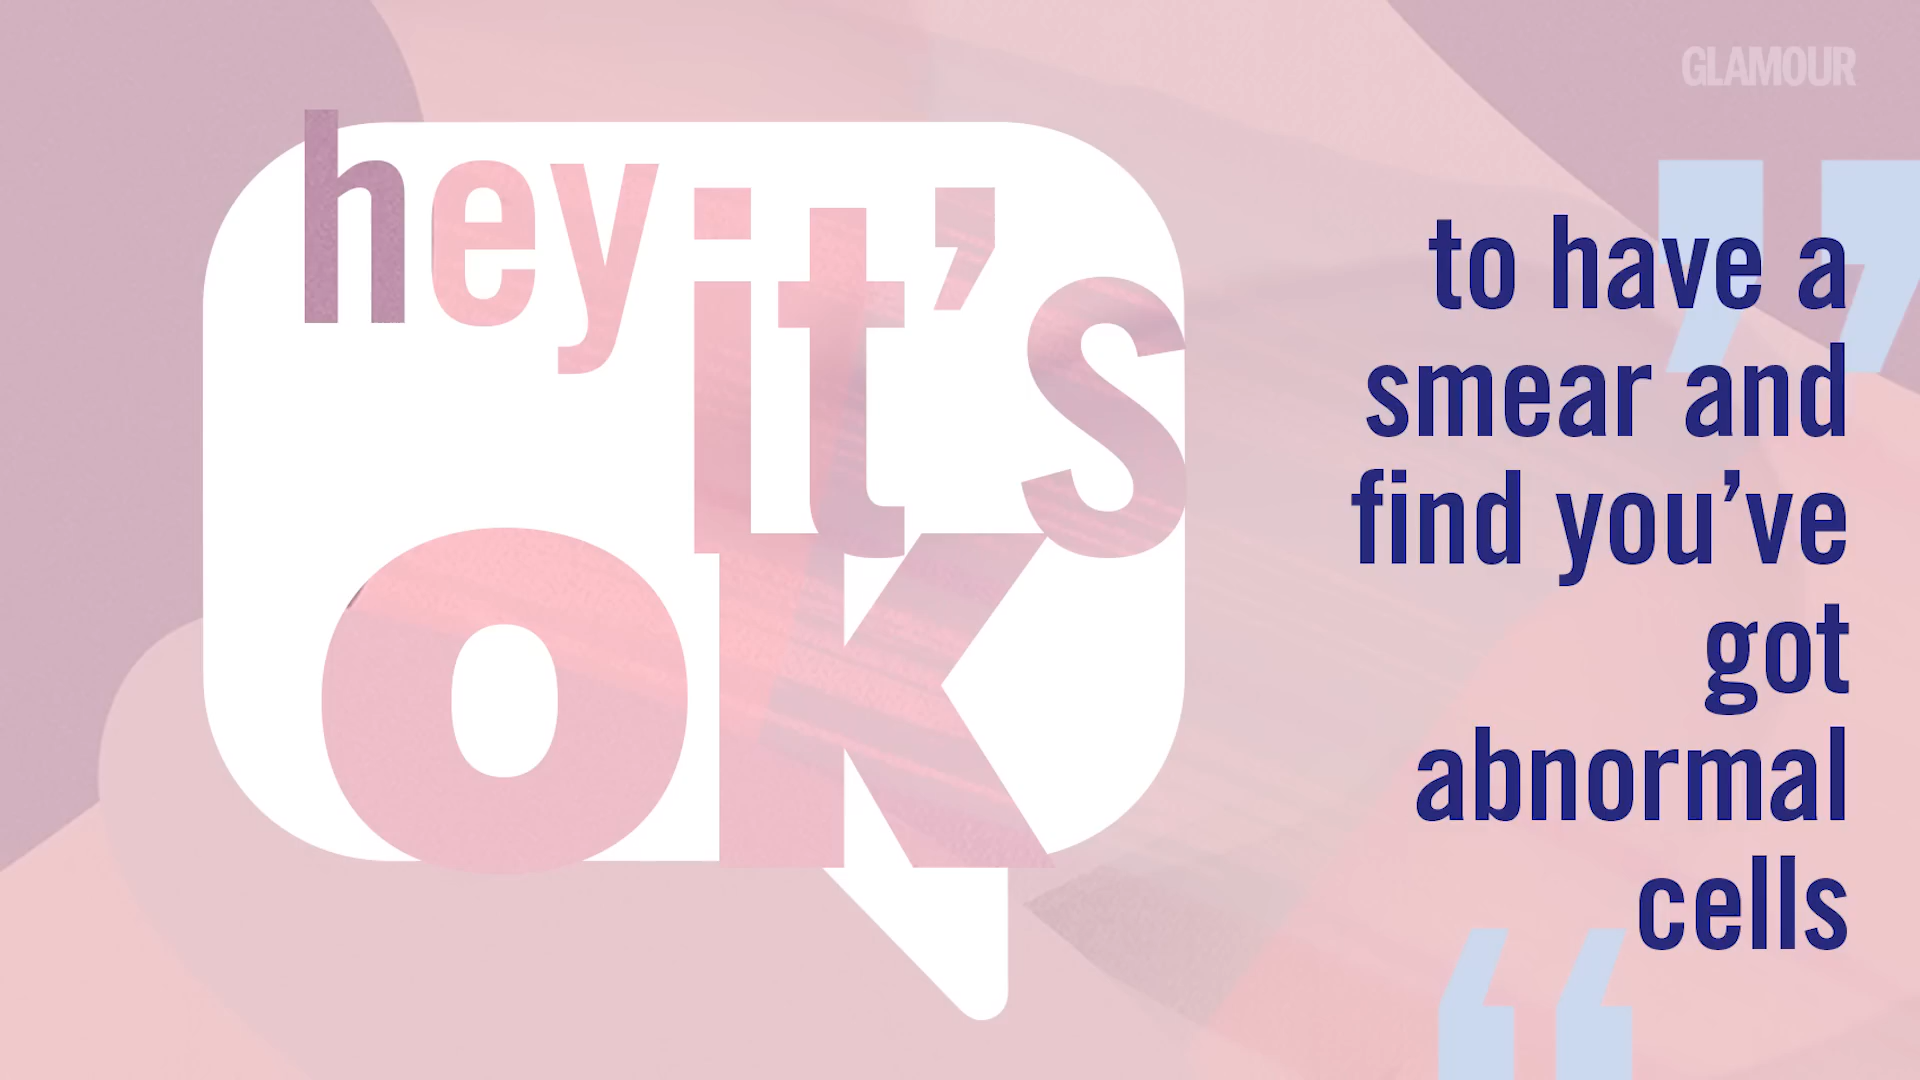 hey
it’s
ok
GLAMOUR
to have a
smear and
find you’ve
got
abnormal
cells